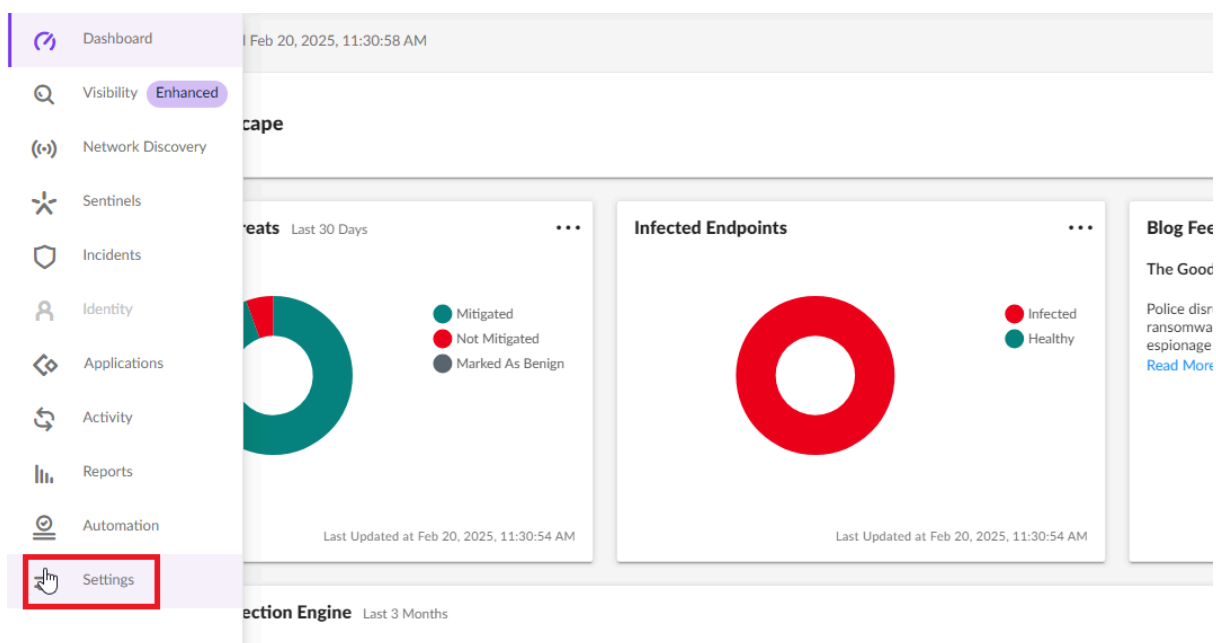 Dashboard
Visibility Enhanced
Network Discovery
Sentinels
Incidents
Identity
Applications
Activity
Reports
Automation
Settings
Feb 20, 2025, 11:30:58 AM
cape
reats Last 30 Days
Mitigated
Not Mitigated
Marked As Benign
Last Updated at Feb 20, 2025, 11:30:54 AM
Infected Endpoints
Infected
Healthy
Last Updated at Feb 20, 2025, 11:30:54 AM
Blog Fee
The Good
Police disr
ransomwa
espionage
Read More
ection Engine Last 3 Months